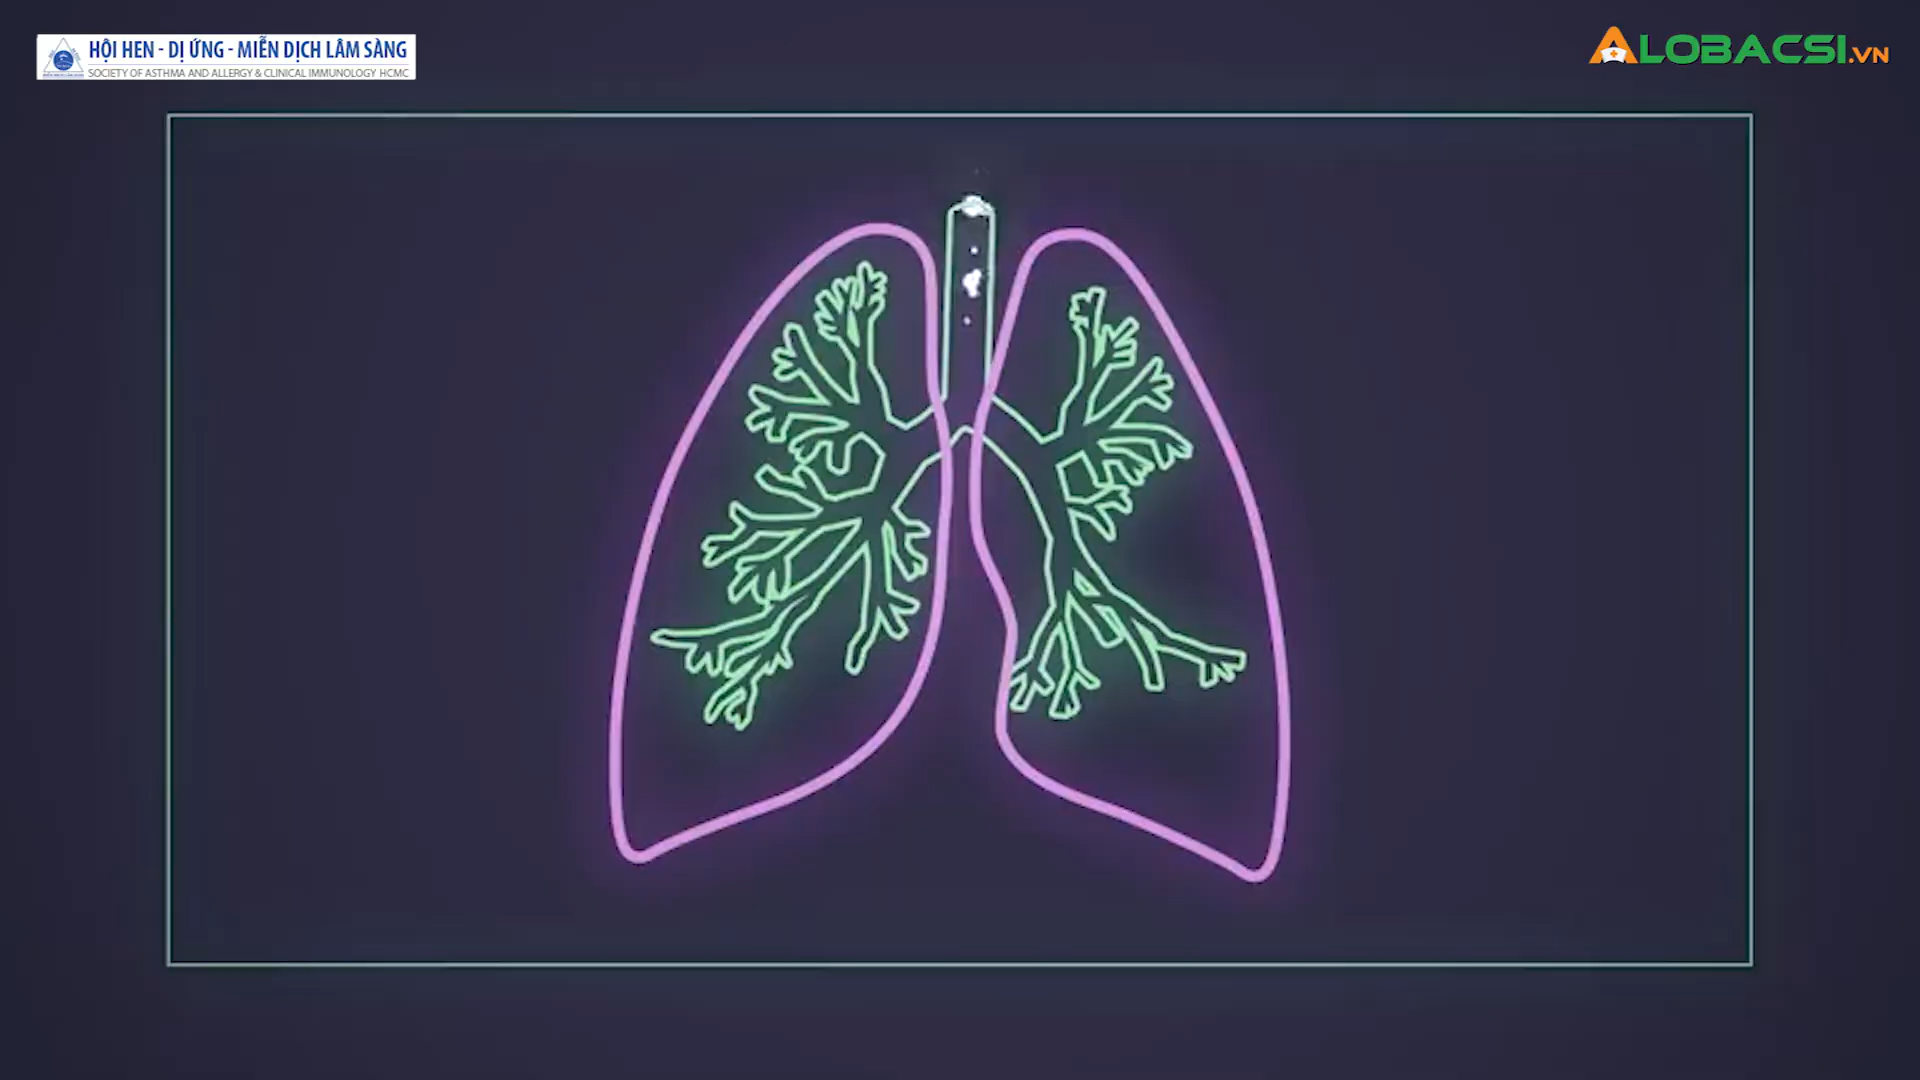 HỘI HEN - DỊ ỨNG - MIỄN DỊCH LÂM SÀNG
SOCIETY OF ASTHMA AND ALLERGY & CLINICAL IMMUNOLOGY HCMC
ALOBACSI.VN